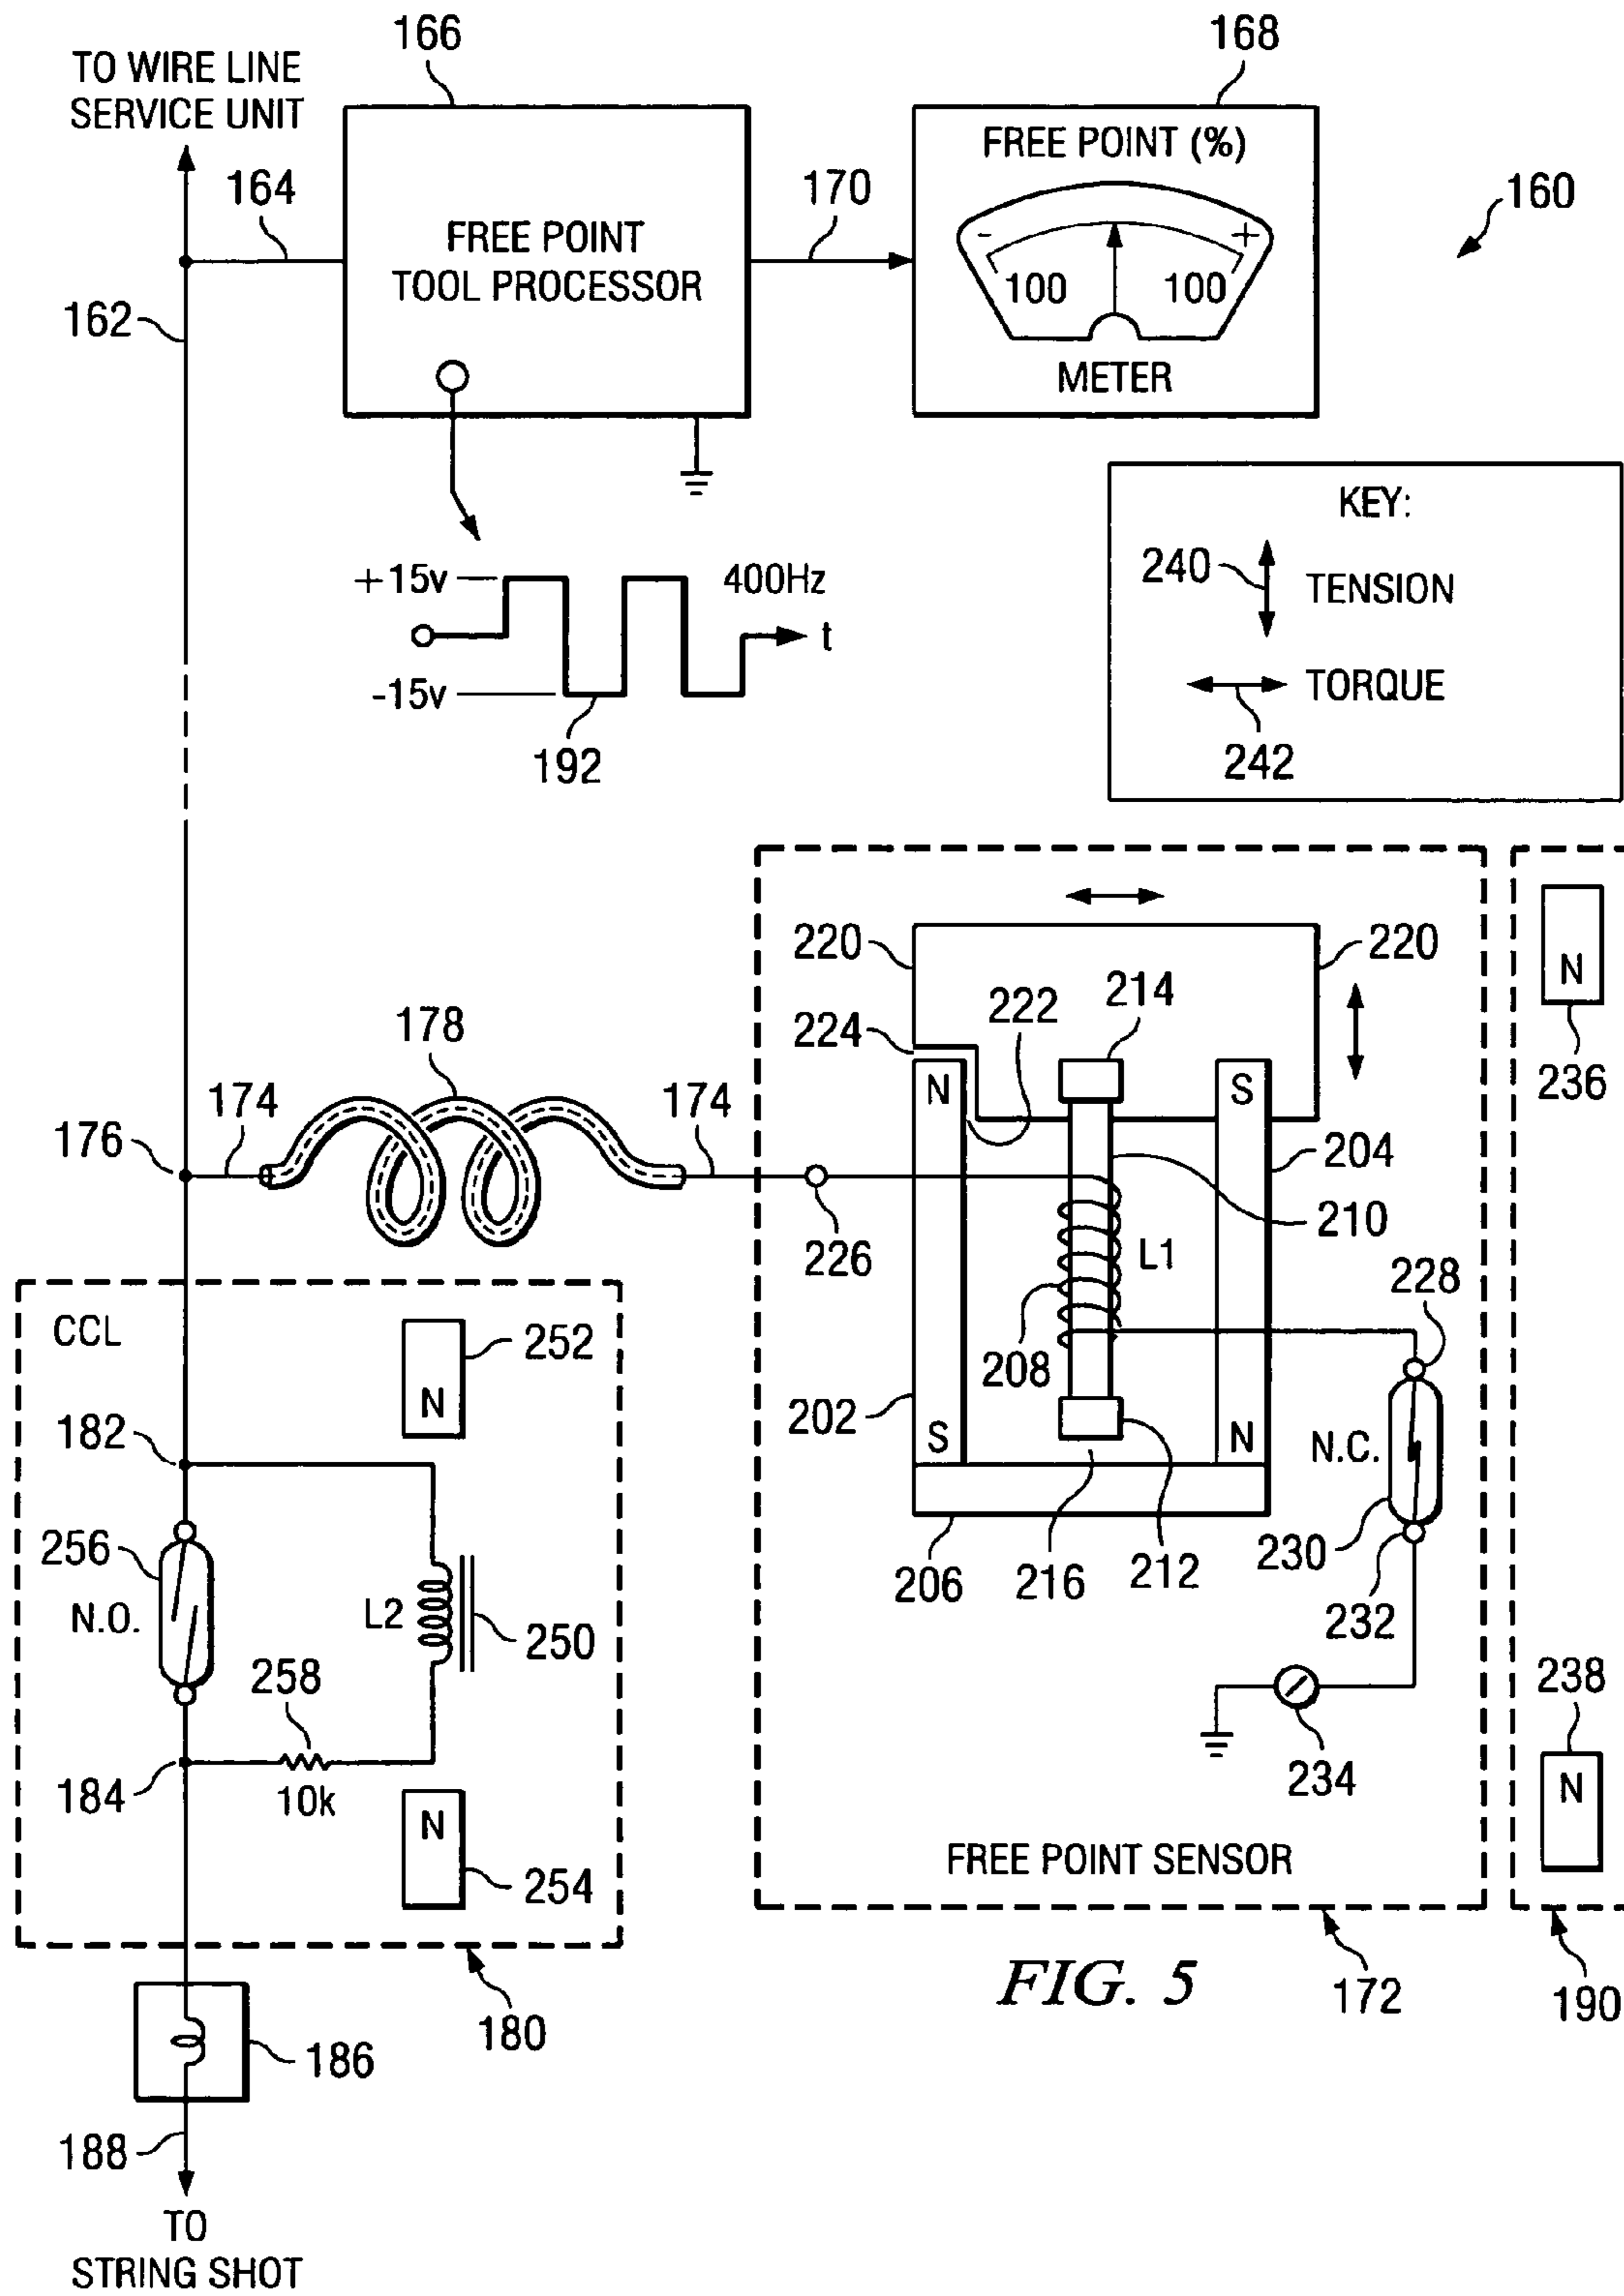 166
168
TO WIRE LINE
SERVICE UNIT
FREE POINT (%)
164
170
160
FREE POINT
TOOL PROCESSOR
- +
100 100
162
METER
KEY:
+15v
400Hz
240
TENSION
t
-15v
TORQUE
192
242
220
220
N
222
214
224
178
236
N
S
174
174
176
204
210
226
L1
228
CCL
252
208
N
202
182
S
N
N.C.
256
230
212
206
216
N.O.
L2
250
232
258
238
184
10k
N
234
N
254
FREE POINT SENSOR
FIG. 5
180
172
190
186
188
TO
STRING SHOT